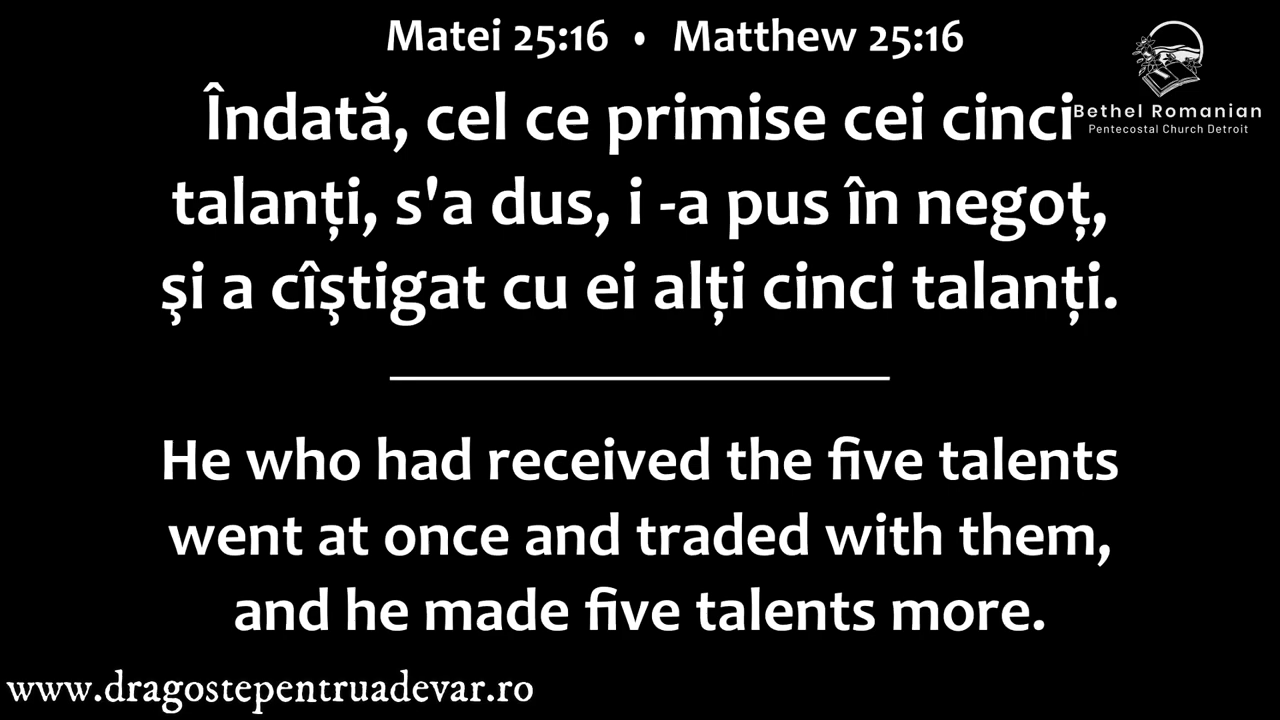 Matei 25:16 • Matthew 25:16
Îndată, cel ce primise cei cinci
talanți, s'a dus, i -a pus în negoț,
şi a cîştigat cu ei alți cinci talanți.
He who had received the five talents
went at once and traded with them,
and he made five talents more.
Bethel Romanian
Pentecostal Church Detroit
www.dragostepentruadevar.ro